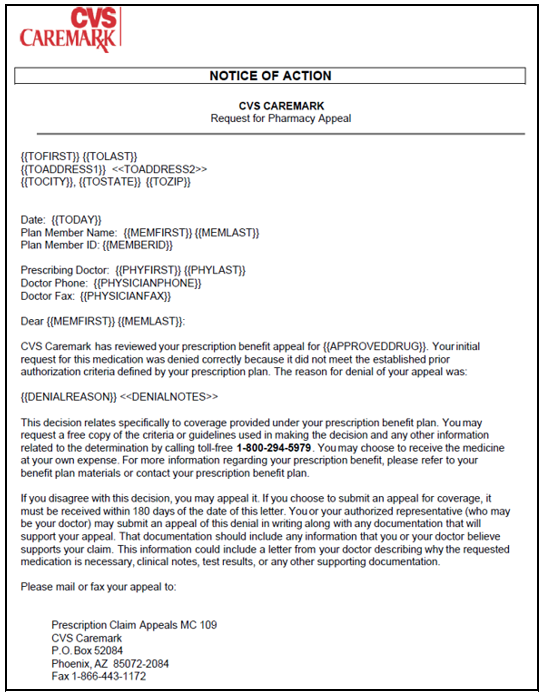 CVS
CAREMARK
NOTICE OF ACTION
CVS CAREMARK
Request for Pharmacy Appeal
{{TOFIRST}} {{TOLAST}}
{{TOADDRESS1}} <<TOADDRESS2>>
{{TOCITY}}, {{TOSTATE}} {{TOZIP}}
Date: {{TODAY}}
Plan Member Name: {{MEMFIRST}} {{MEMLAST}}
Plan Member ID: {{MEMBERID}}
Prescribing Doctor: {{PHYFIRST}} {{PHYLAST}}
Doctor Phone: {{PHYSICIANPHONE}}
Doctor Fax: {{PHYSICIANFAX}}
Dear {{MEMFIRST}} {{MEMLAST}}:
CVS Caremark has reviewed your prescription benefit appeal for {{APPROVEDDRUG}}. Your initial
request for this medication was denied correctly because it did not meet the established prior
authorization criteria defined by your prescription plan. The reason for denial of your appeal was:
{{DENIALREASON}} <<DENIALNOTES>>
This decision relates specifically to coverage provided under your prescription benefit plan. You may
request a free copy of the criteria or guidelines used in making the decision and any other information
related to the determination by calling toll-free 1-800-294-5979. You may choose to receive the medicine
at your own expense. For more information regarding your prescription benefit, please refer to your
benefit plan materials or contact your prescription benefit plan.
If you disagree with this decision, you may appeal it. If you choose to submit an appeal for coverage, it
must be received within 180 days of the date of this letter. You or your authorized representative (who may
be your doctor) may submit an appeal of this denial in writing along with any documentation that will
support your appeal. That documentation should include any information that you or your doctor believe
supports your claim. This information could include a letter from your doctor describing why the requested
medication is necessary, clinical notes, test results, or any other supporting documentation.
Please mail or fax your appeal to:
Prescription Claim Appeals MC 109
CVS Caremark
P.O. Box 52084
Phoenix, AZ 85072-2084
Fax 1-866-443-1172